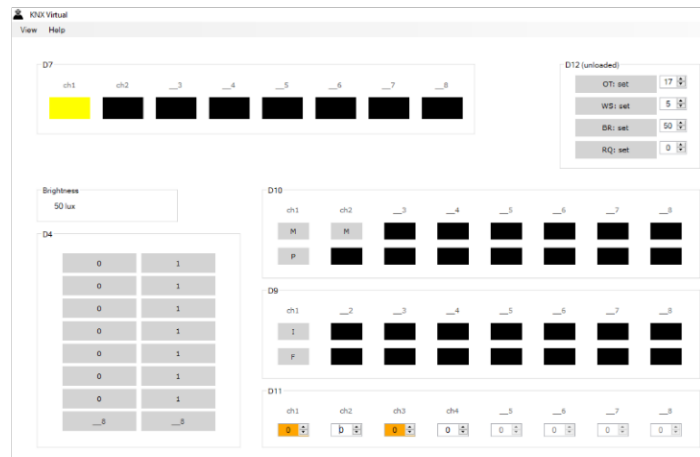 KNX Virtual
View Help
D7
ch1 ch2 __3 __4 __5 __6 __7 __8
D12 (unloaded)
OT: set 17
WS: set 5
BR: set 50
RQ: set 0
Brightness
50 lux
D4
0 1
0 1
0 1
0 1
0 1
0 1
0 1
__8 __8
D10
ch1 ch2 __3 __4 __5 __6 __7 __8
M M
P
D9
ch1 __2 __3 __4 __5 __6 __7 __8
I
F
D11
ch1 ch2 ch3 ch4 __5 __6 __7 __8
0 0 0 0 0 0 0 0